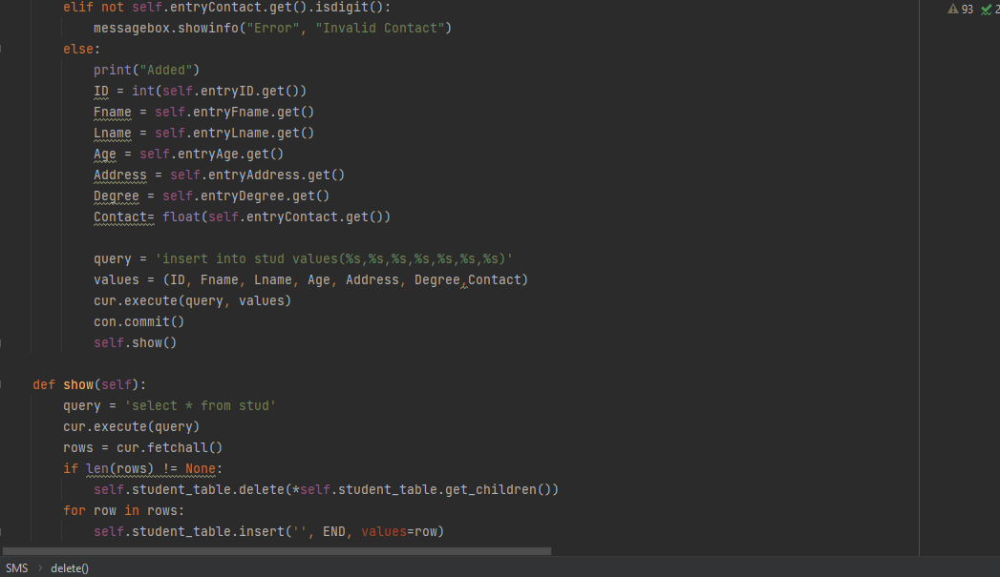 elif not self.entryContact.get().isdigit():
93 2
messagebox.showinfo("Error", "Invalid Contact")
else:
print("Added")
ID = int(self.entryID.get())
Fname = self.entryFname.get()
Lname = self.entryLname.get()
Age = self.entryAge.get()
Address = self.entryAddress.get()
Degree = self.entryDegree.get()
Contact= float(self.entryContact.get())
query = 'insert into stud values(%s,%s,%s,%s,%s,%s,%s)'
values = (ID, Fname, Lname, Age, Address, Degree,Contact)
cur.execute(query, values)
con.commit()
self.show()
def show(self):
query = 'select * from stud'
cur.execute(query)
rows = cur.fetchall()
if len(rows) != None:
self.student_table.delete(*self.student_table.get_children())
for row in rows:
self.student_table.insert('', END, values=row)
SMS > delete()